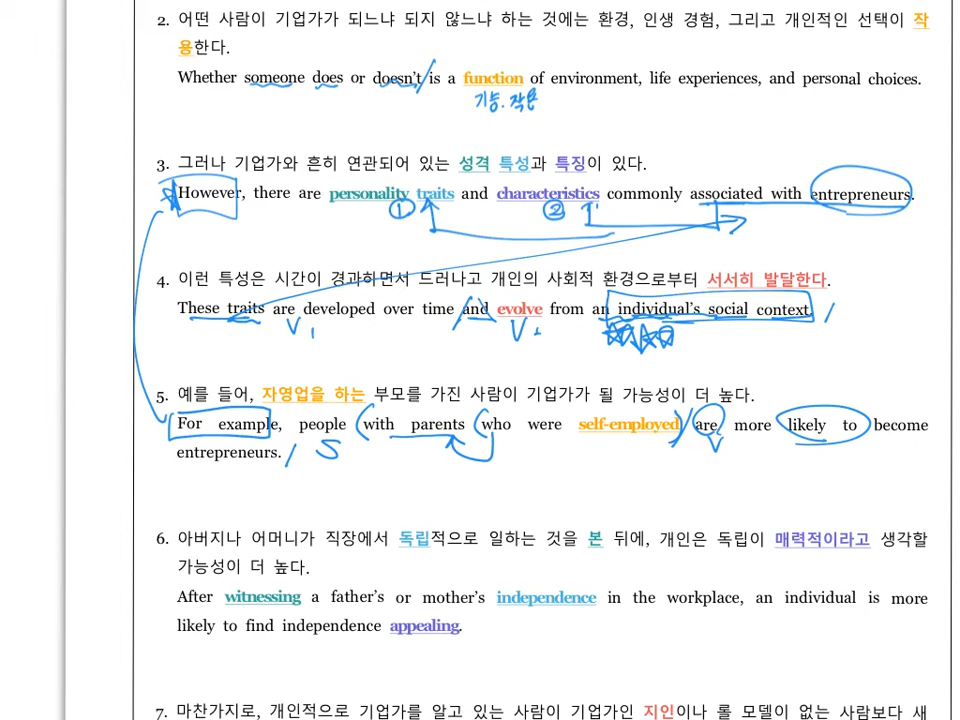 2. 어떤 사람이 기업가가 되느냐 되지 않느냐 하는 것에는 환경, 인생 경험, 그리고 개인적인 선택이 작
용한다.
Whether someone does or doesn't is a function of environment, life experiences, and personal choices.
기능.작용
3. 그러나 기업가와 흔히 연관되어 있는 성격 특성과 특징이 있다.
However, there are personality traits and characteristics commonly associated with entrepreneurs.
① ②
4. 이런 특성은 시간이 경과하면서 드러나고 개인의 사회적 환경으로부터 서서히 발달한다.
These traits are developed over time and evolve from an individual's social context.
V1 V2
5. 예를 들어, 자영업을 하는 부모를 가진 사람이 기업가가 될 가능성이 더 높다.
For example, people with parents who were self-employed are more likely to become
entrepreneurs.
S V
6. 아버지나 어머니가 직장에서 독립적으로 일하는 것을 본 뒤에, 개인은 독립이 매력적이라고 생각할
가능성이 더 높다.
After witnessing a father's or mother's independence in the workplace, an individual is more
likely to find independence appealing.
7. 마찬가지로, 개인적으로 기업가를 알고 있는 사람이 기업가인 지인이나 롤 모델이 없는 사람보다 새